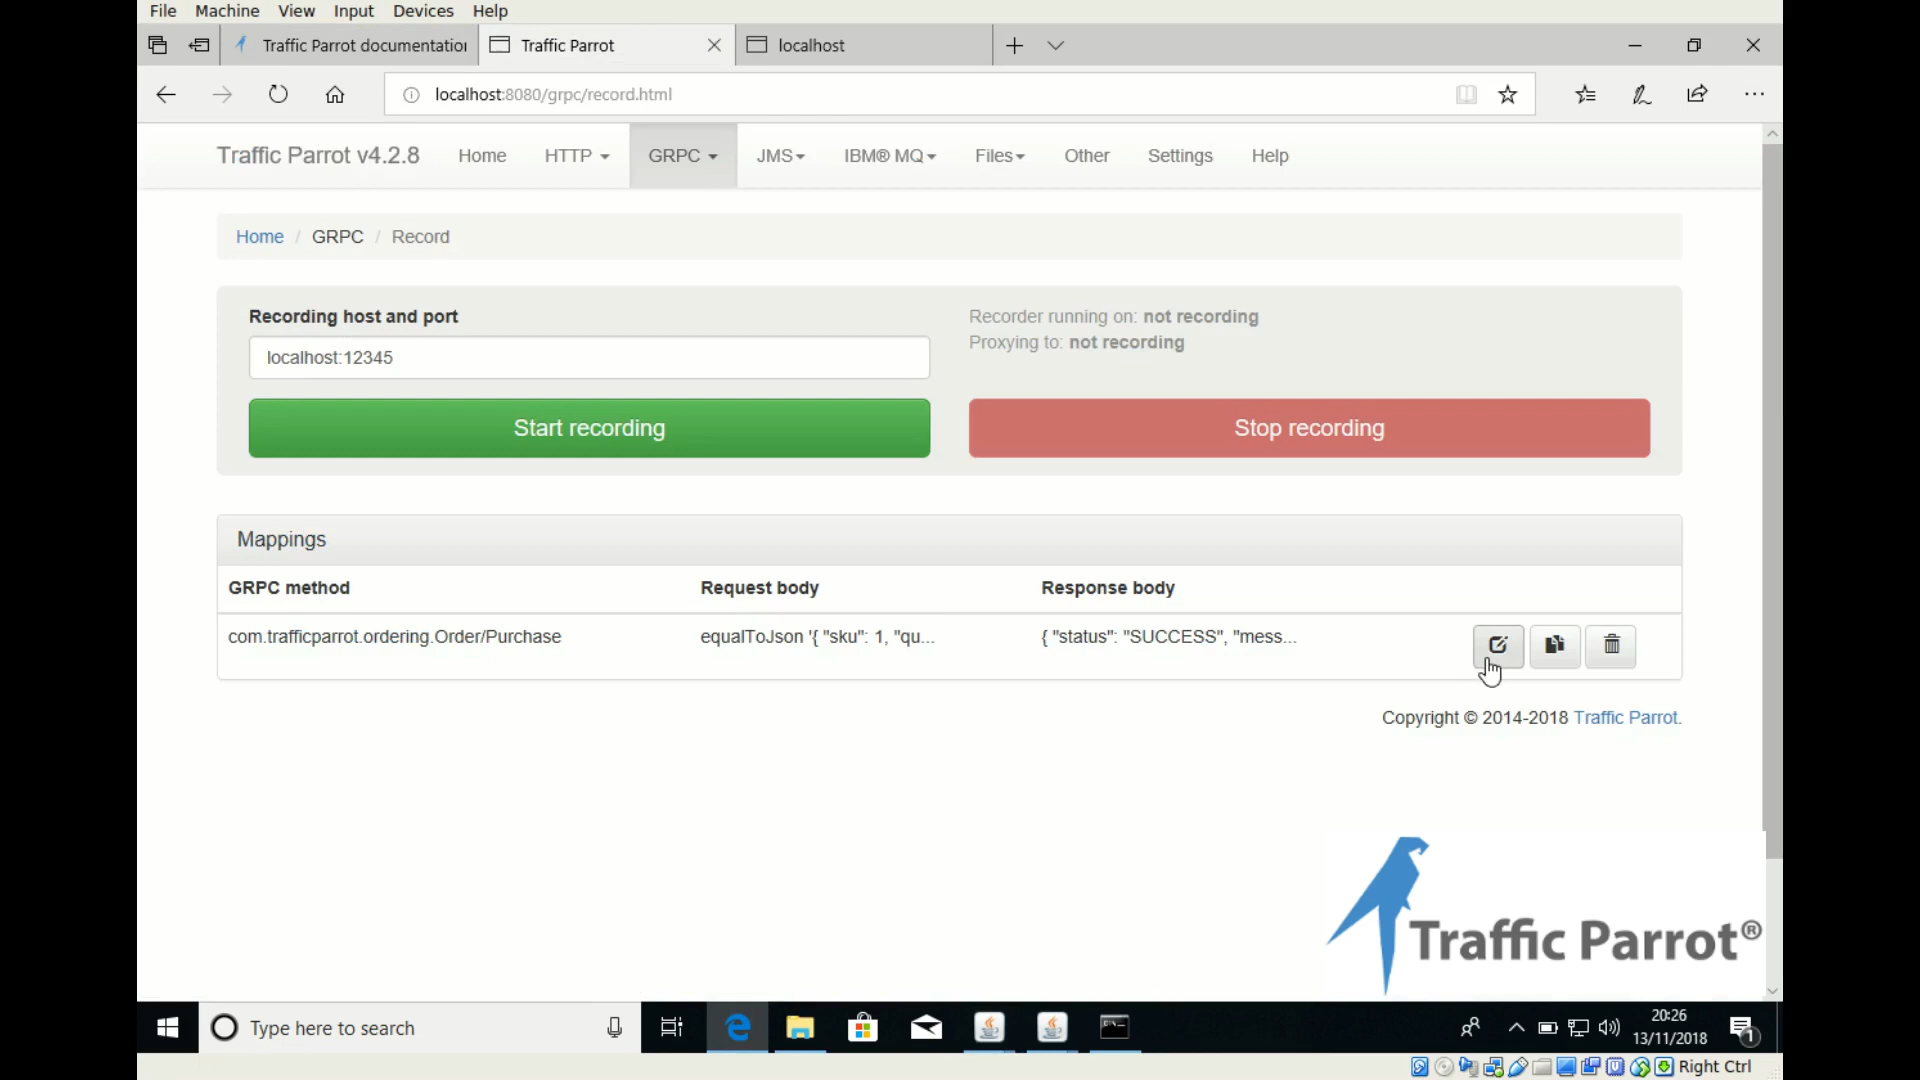 File Machine View Input Devices Help
Traffic Parrot documentation Traffic Parrot localhost
localhost:8080/grpc/record.html
Traffic Parrot v4.2.8 Home HTTP GRPC JMS IBM® MQ Files Other Settings Help
Home / GRPC / Record
Recording host and port
Recorder running on: not recording
localhost:12345
Proxying to: not recording
Start recording Stop recording
Mappings
GRPC method Request body Response body
com.trafficparrot.ordering.Order/Purchase equalToJson '{ "sku": 1, "qu... { "status": "SUCCESS", "mess...
Copyright © 2014-2018 Traffic Parrot.
Traffic Parrot®
Type here to search
20:26
13/11/2018
1
Right Ctrl